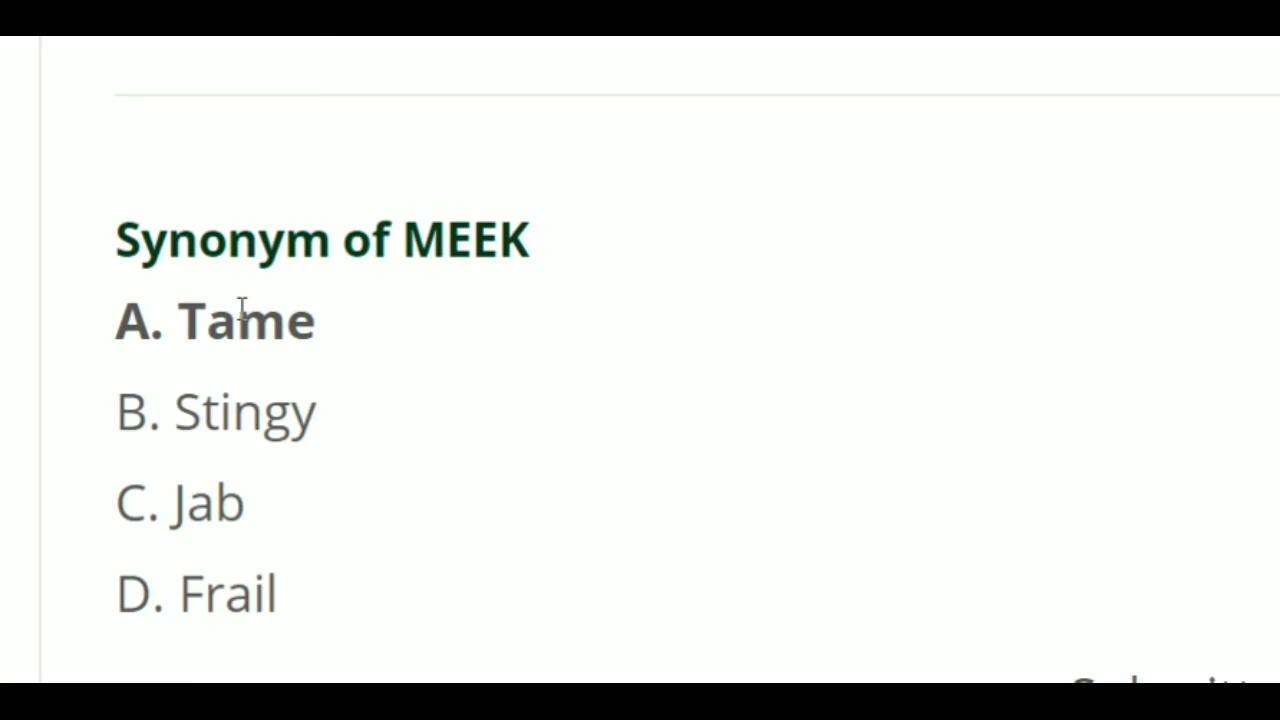 Synonym of MEEK
A. Tame
B. Stingy
C. Jab
D. Frail